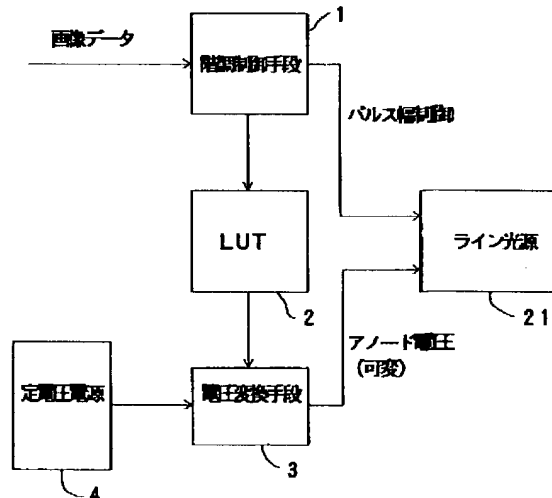 1
画像データ
階調制御手段
パルス幅制御
LUT
2
ライン光源
21
アノード電圧
(可変)
定電圧電源
電圧変換手段
3
4